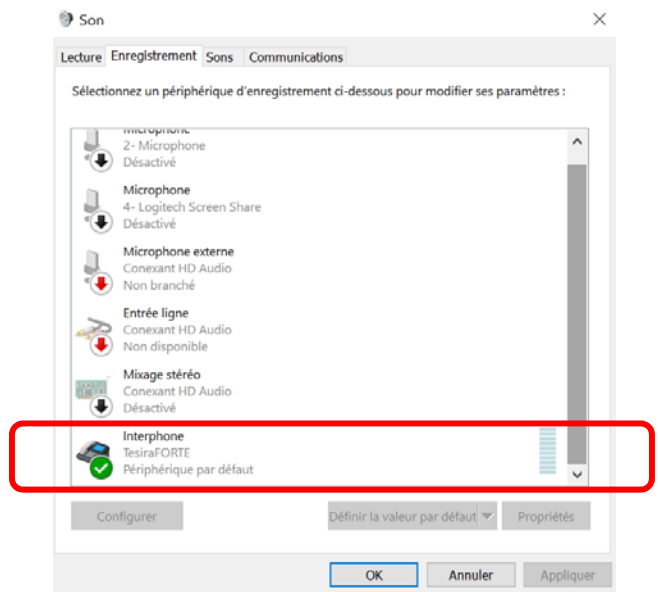 Son
Lecture Enregistrement Sons Communications
Sélectionnez un périphérique d'enregistrement ci-dessous pour modifier ses paramètres :
Microphone
2- Microphone
Désactivé
Microphone
4- Logitech Screen Share
Désactivé
Microphone externe
Conexant HD Audio
Non branché
Entrée ligne
Conexant HD Audio
Non disponible
Mixage stéréo
Conexant HD Audio
Désactivé
Interphone
TesiraFORTE
Périphérique par défaut
Configurer Définir la valeur par défaut Propriétés
OK Annuler Appliquer